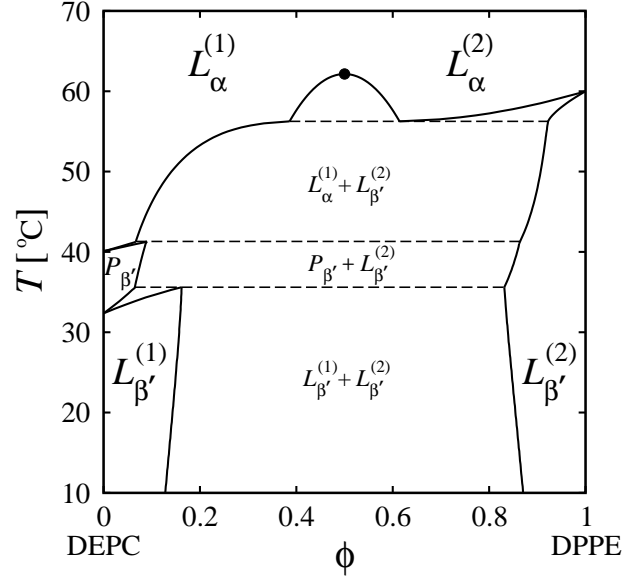 70
60
50
40
30
20
10
T [ °C]
L_α^(1)
L_α^(2)
L_α^(1) + L_β′^(2)
P_β′
P_β′ + L_β′^(2)
L_β′^(1)
L_β′^(1) + L_β′^(2)
L_β′^(2)
0 0.2 0.4 0.6 0.8 1
DEPC ϕ DPPE